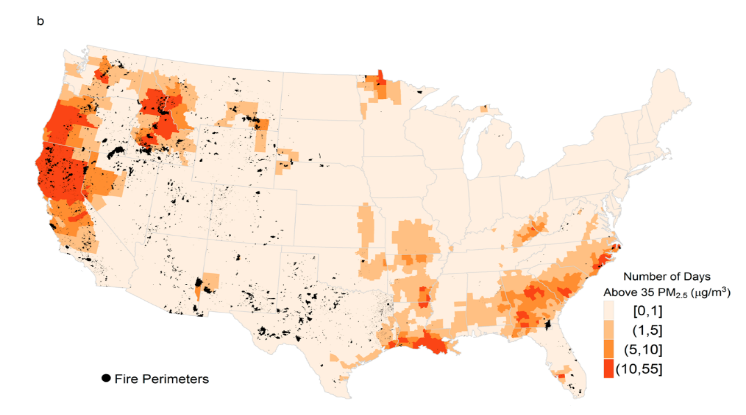 b
Number of Days
Above 35 PM2.5 (μg/m³)
[0,1]
(1,5]
(5,10]
(10,55]
Fire Perimeters